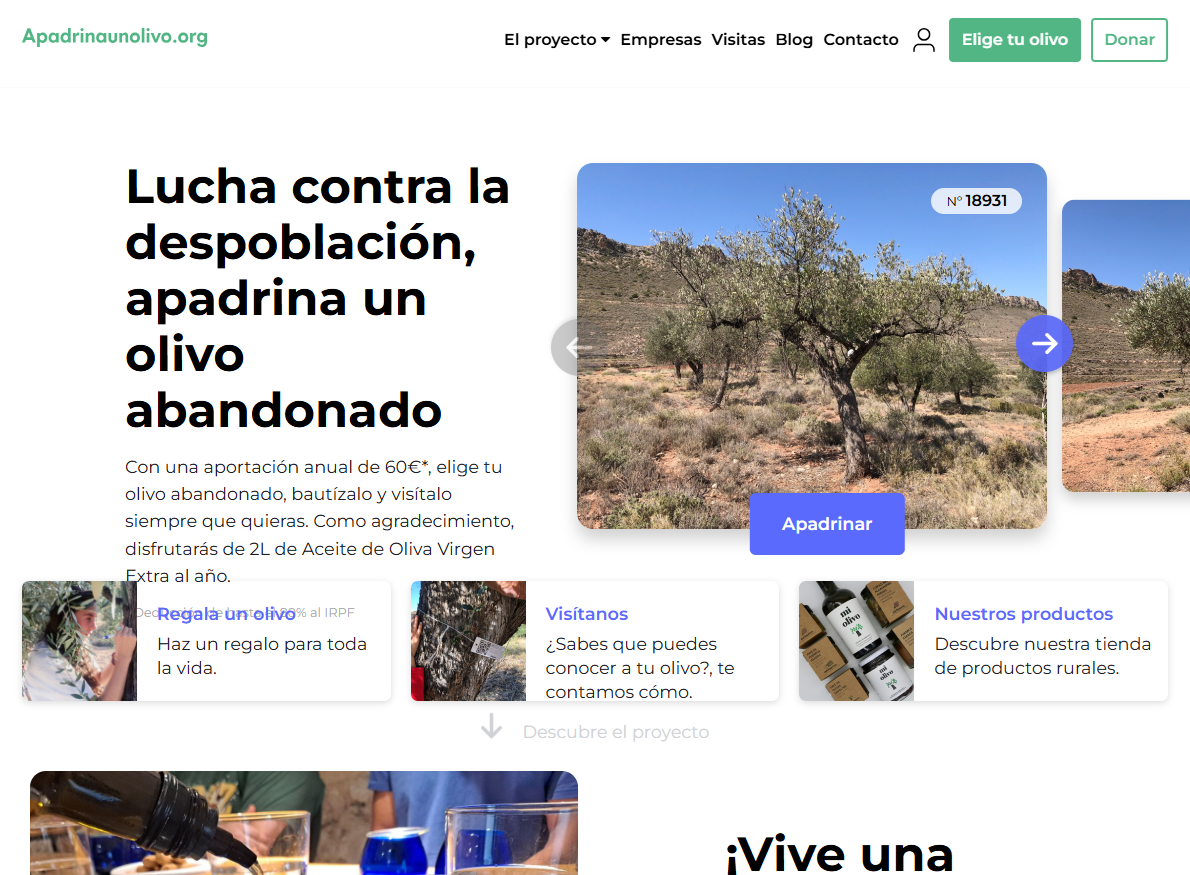 Apadrinaunolivo.org
El proyecto Empresas Visitas Blog Contacto Elige tu olivo Donar
Lucha contra la
despoblación,
apadrina un
olivo
abandonado
Con una aportación anual de 60€*, elige tu
olivo abandonado, bautízalo y visítalo
siempre que quieras. Como agradecimiento,
disfrutarás de 2L de Aceite de Oliva Virgen
Extra al año.
Nº 18931
Apadrinar
Deducción de hasta el 80% al IRPF
Regala un olivo
Haz un regalo para toda
la vida.
Visítanos
¿Sabes que puedes
conocer a tu olivo?, te
contamos cómo.
mi
olivo
mi
olivo
Nuestros productos
Descubre nuestra tienda
de productos rurales.
Descubre el proyecto
¡Vive una